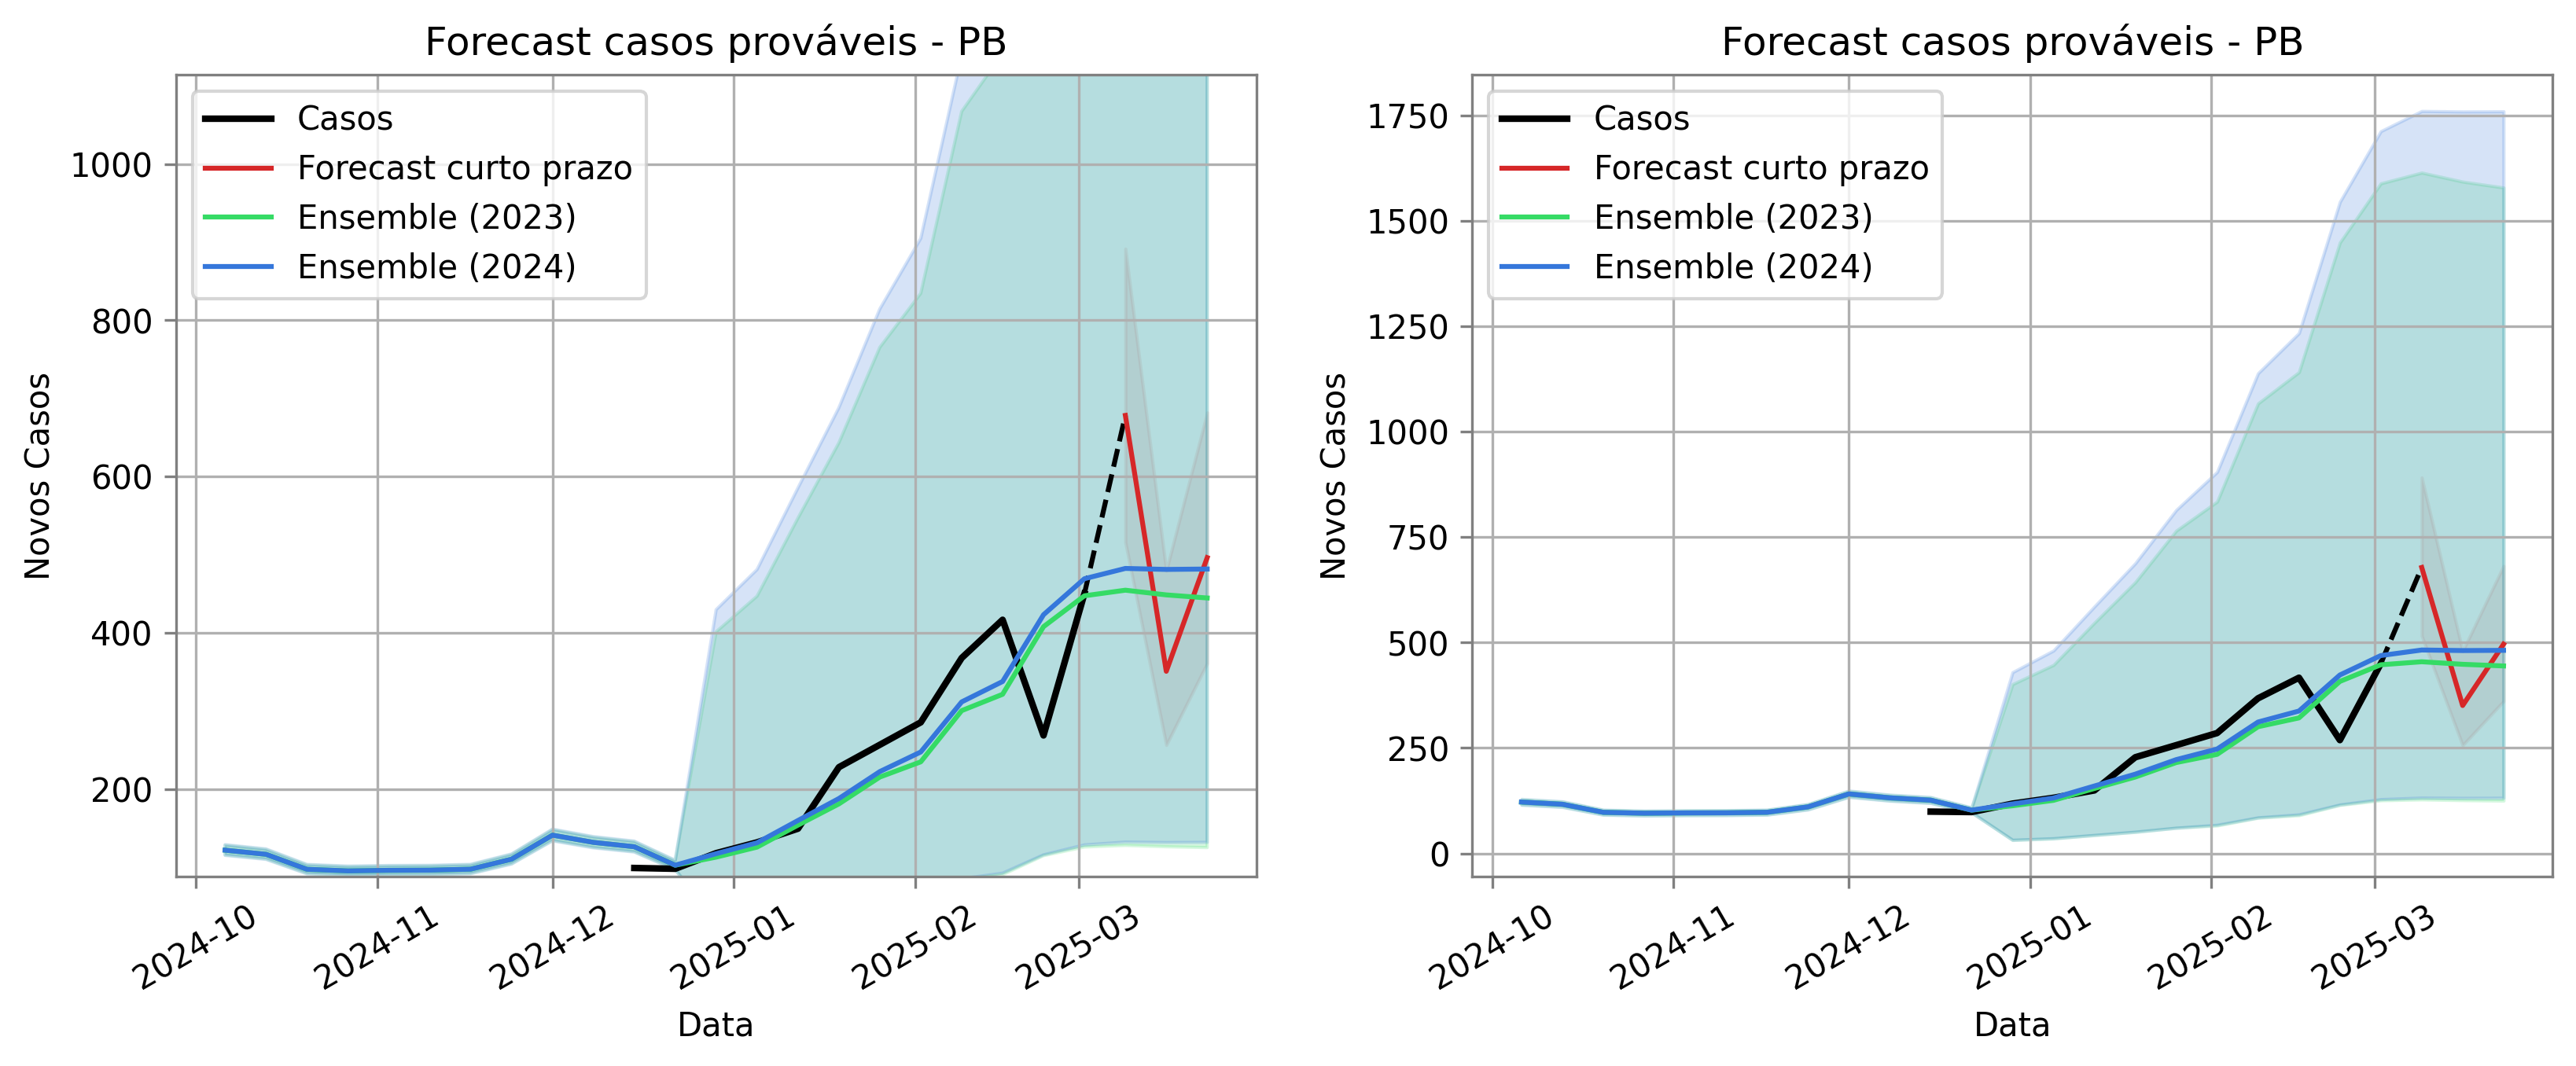 Forecast casos prováveis - PB
Casos
Forecast curto prazo
Ensemble (2023)
Ensemble (2024)
1000
800
600
400
200
Novos Casos
2024-10
2024-11
2024-12
2025-01
2025-02
2025-03
Data
Forecast casos prováveis - PB
Casos
Forecast curto prazo
Ensemble (2023)
Ensemble (2024)
1750
1500
1250
1000
750
500
250
0
Novos Casos
2024-10
2024-11
2024-12
2025-01
2025-02
2025-03
Data